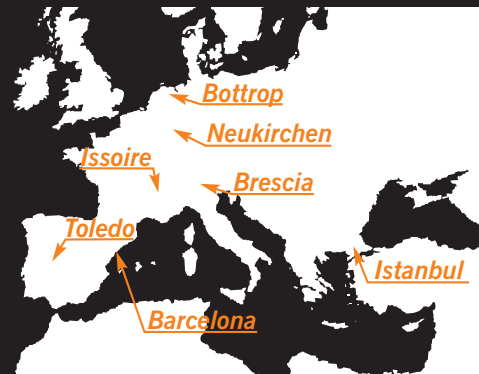 Bottrop
Neukirchen
Issoire
Brescia
Toledo
Istanbul
Barcelona